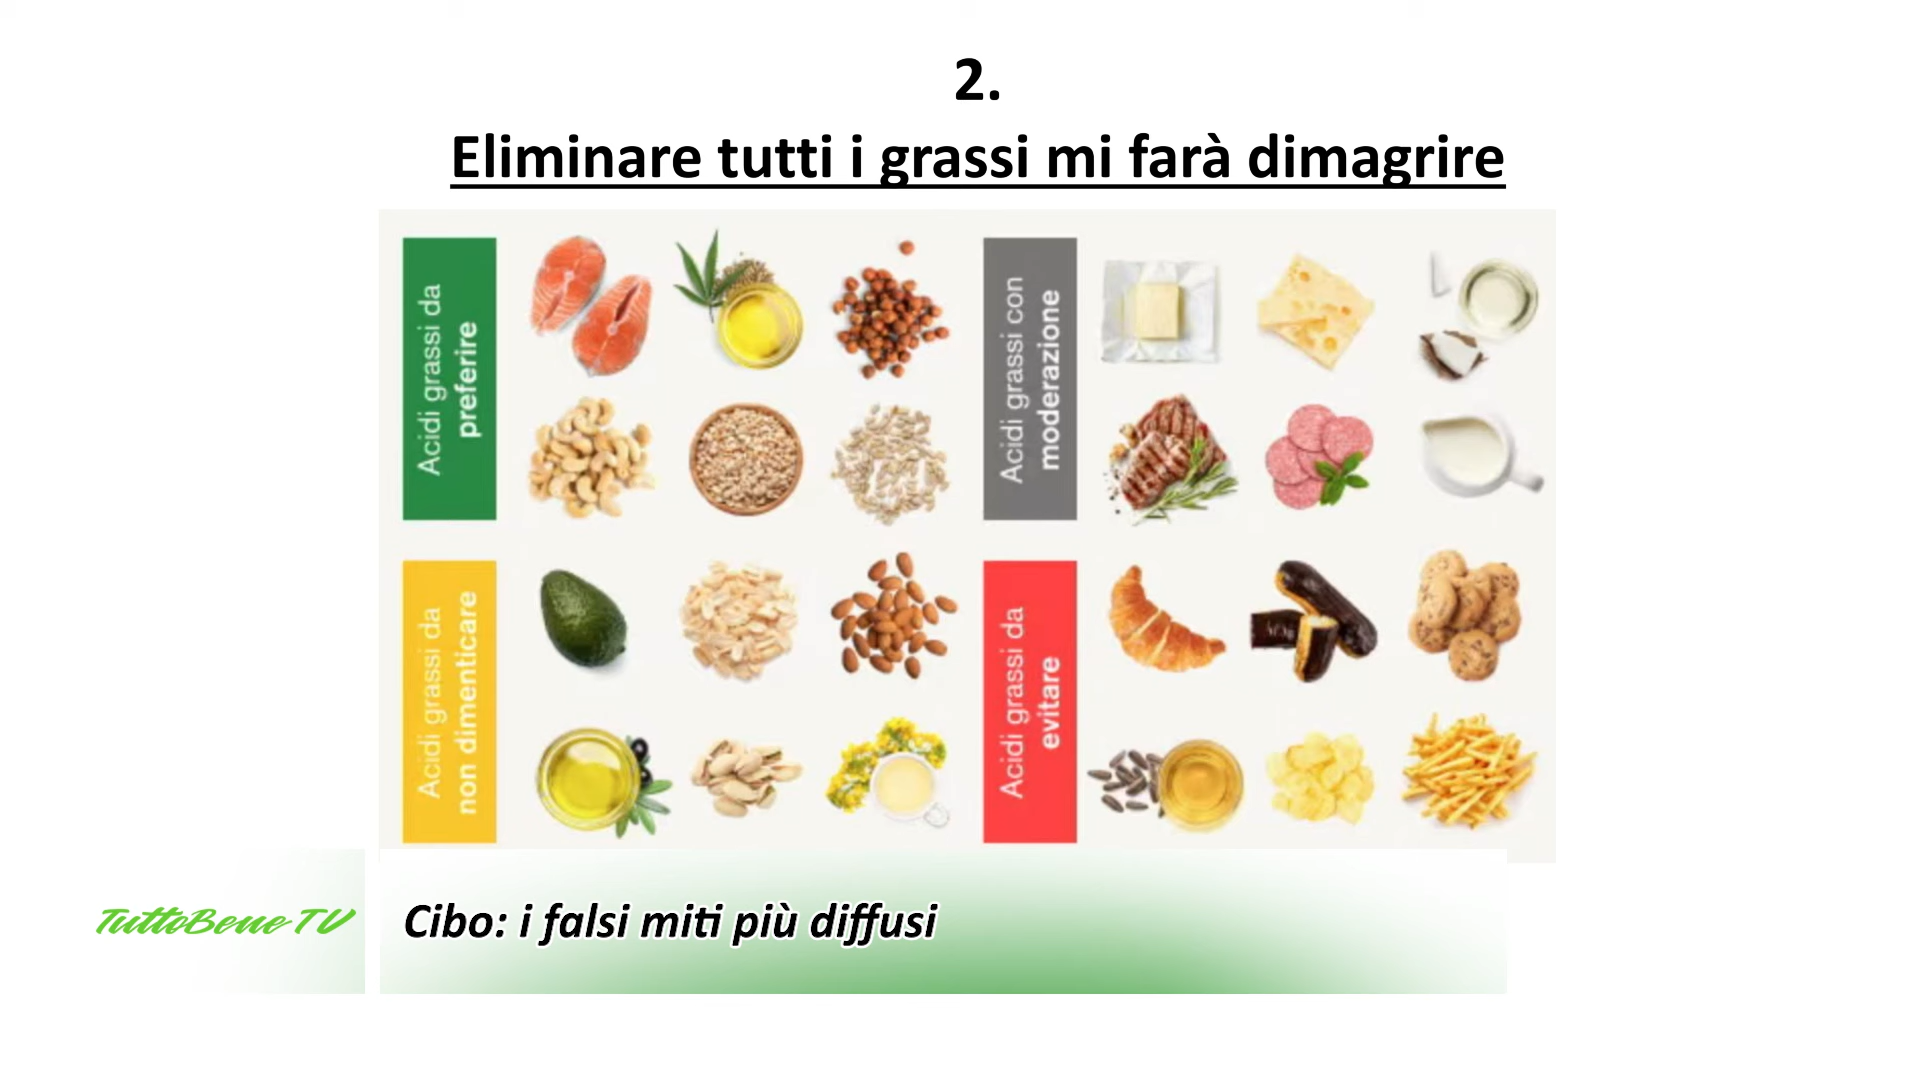 2.
Eliminare tutti i grassi mi farà dimagrire
Acidi grassi da
preferire
Acidi grassi con
moderazione
Acidi grassi da
non dimenticare
Acidi grassi da
evitare
TuttoBene TV
Cibo: i falsi miti più diffusi